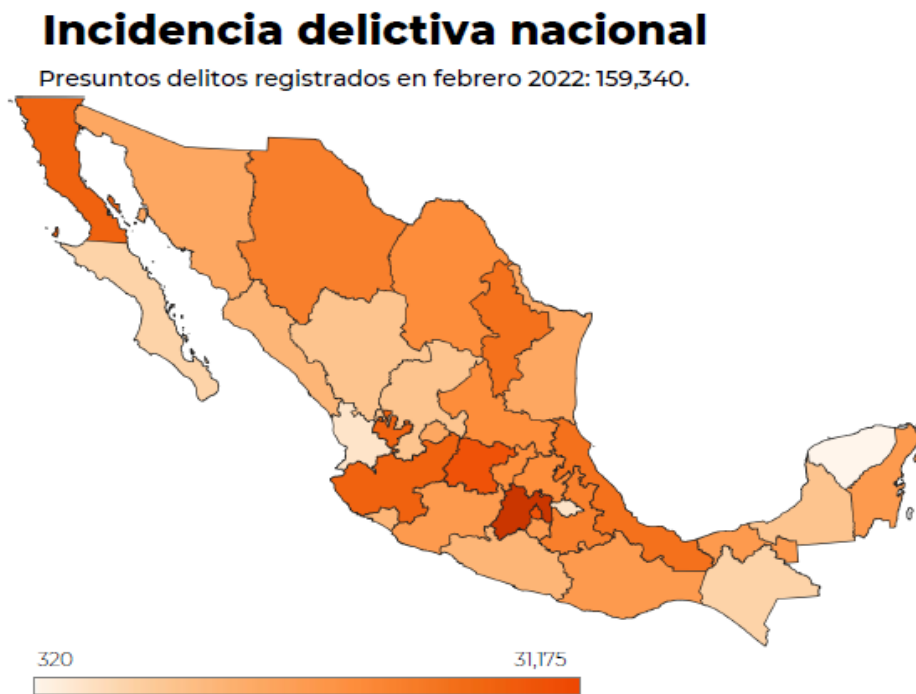 Incidencia delictiva nacional
Presuntos delitos registrados en febrero 2022: 159,340.
320
31,175